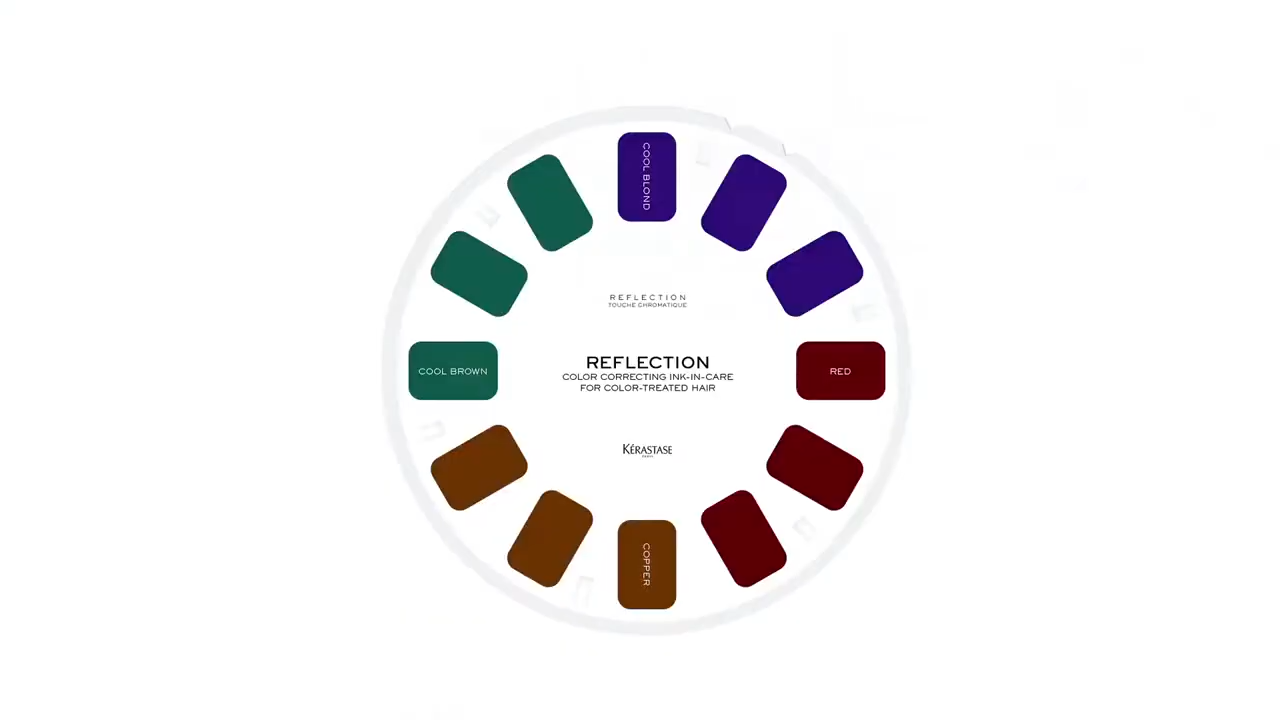 COOL BLOND
REFLECTION
TOUCHE CHROMATIQUE
REFLECTION
COLOR CORRECTING INK-IN-CARE
FOR COLOR-TREATED HAIR
COOL BROWN
RED
KÉRASTASE
PARIS
COPPER